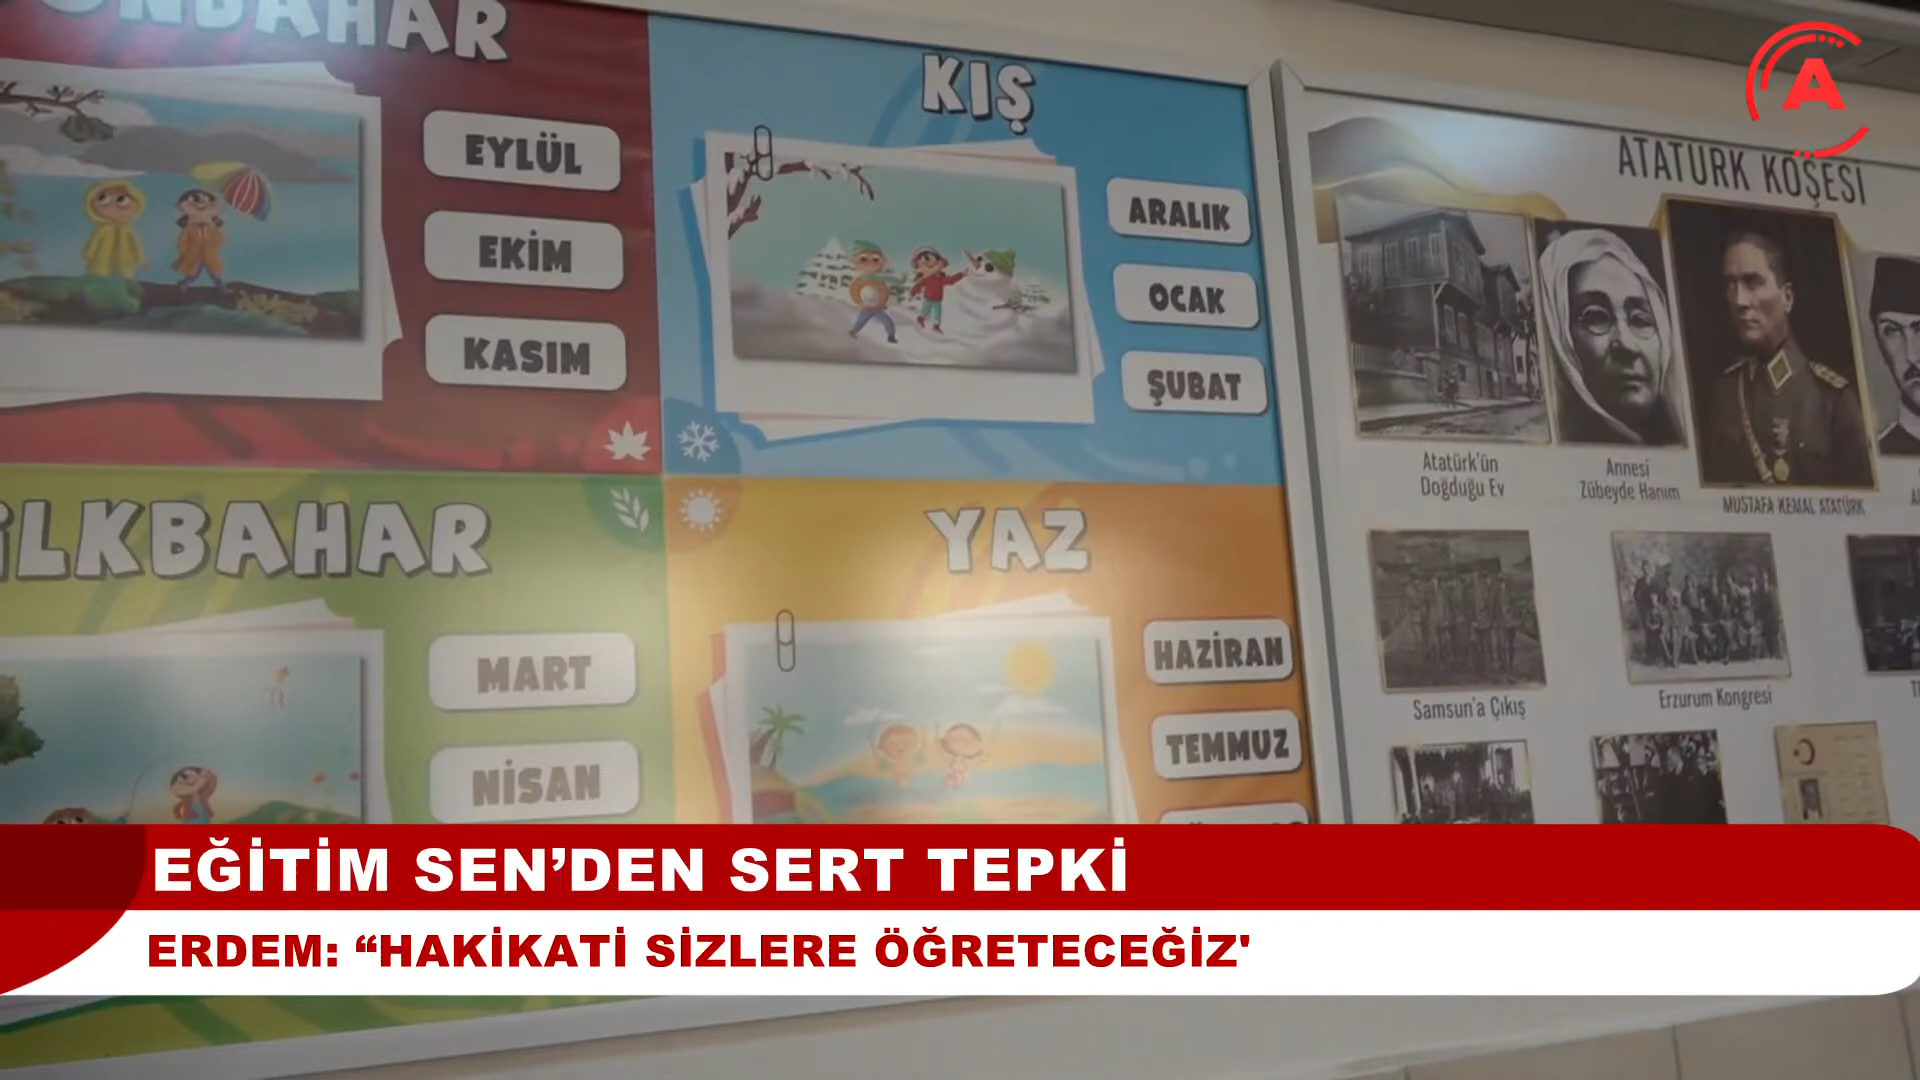 EYLÜL
EKİM
KASIM
KIŞ
ARALIK
OCAK
ŞUBAT
İLKBAHAR
MART
NİSAN
YAZ
HAZİRAN
TEMMUZ
ATATÜRK KÖŞESİ
Atatürk'ün
Doğduğu Ev
Annesi
Zübeyde Hanım
MUSTAFA KEMAL ATATÜRK
Samsun'a Çıkış
Erzurum Kongresi
A
EĞİTİM SEN’DEN SERT TEPKİ
ERDEM: “HAKİKATİ SİZLERE ÖĞRETECEĞİZ'